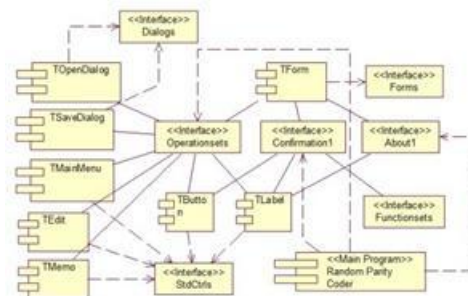 <<Interface>>
Dialogs
TOpenDialog
TForm
<<Interface>>
Forms
TSaveDialog
<<Interface>>
Operationsets
<<Interface>>
Confirmation1
<<Interface>>
About1
TMainMenu
TButto
n
TLabel
<<Interface>>
Functionsets
TEdit
TMemo
<<Interface>>
StdCtrls
<<Main Program>>
Random Parity
Coder